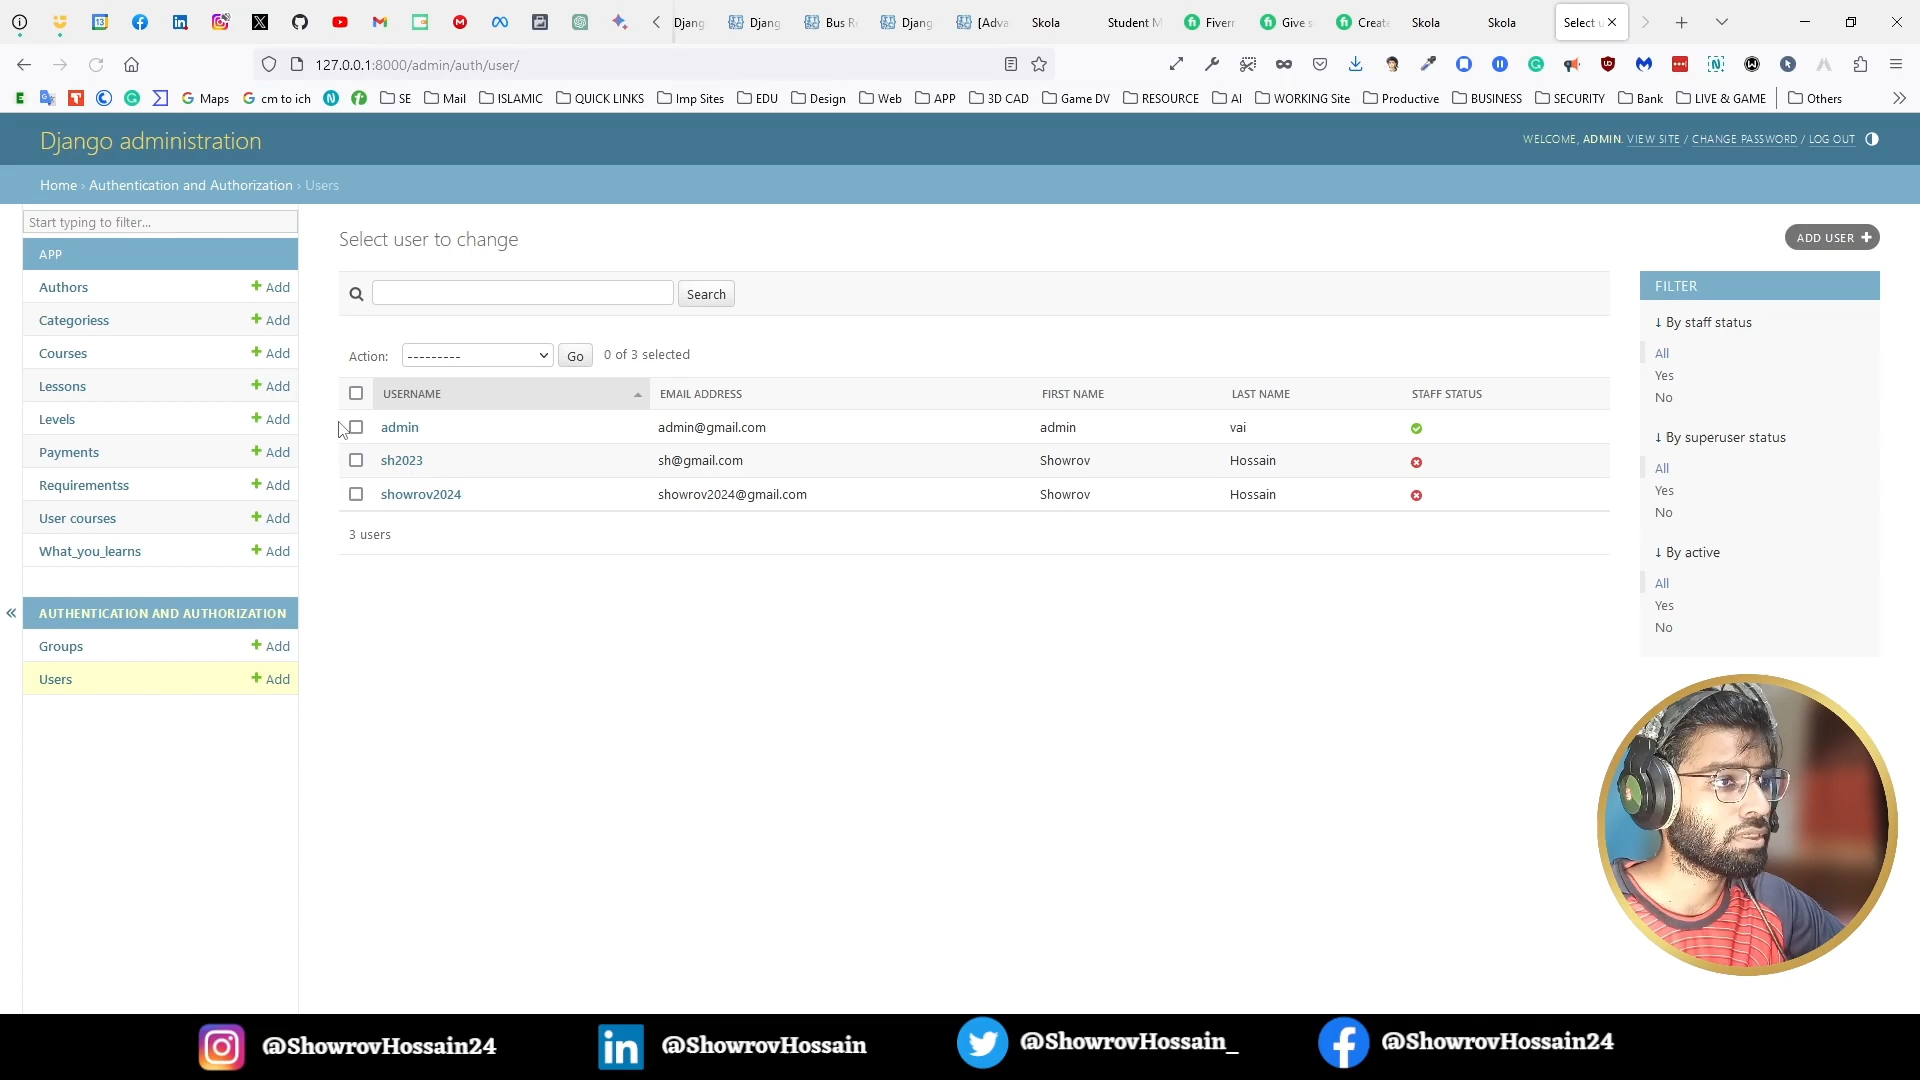 Djang
Djang
Bus R
Djang
[Adva
Skola
Student M
Fiverr
Give s
Create
Skola
Skola
Select u
127.0.0.1:8000/admin/auth/user/
Maps
cm to ich
SE
Mail
ISLAMIC
QUICK LINKS
Imp Sites
EDU
Design
Web
APP
3D CAD
Game DV
RESOURCE
AI
WORKING Site
Productive
BUSINESS
SECURITY
Bank
LIVE & GAME
Others
Django administration
WELCOME, ADMIN. VIEW SITE / CHANGE PASSWORD / LOG OUT
Home › Authentication and Authorization › Users
Start typing to filter...
APP
Authors
Add
Categoriess
Add
Courses
Add
Lessons
Add
Levels
Add
Payments
Add
Requirementss
Add
User courses
Add
What_you_learns
Add
AUTHENTICATION AND AUTHORIZATION
Groups
Add
Users
Add
Select user to change
ADD USER
Search
Action:
---------
Go
0 of 3 selected
USERNAME EMAIL ADDRESS FIRST NAME LAST NAME STAFF STATUS
admin admin@gmail.com admin vai
sh2023 sh@gmail.com Showrov Hossain
showrov2024 showrov2024@gmail.com Showrov Hossain
3 users
FILTER
↓ By staff status
All
Yes
No
↓ By superuser status
All
Yes
No
↓ By active
All
Yes
No
@ShowrovHossain24
@ShowrovHossain
@ShowrovHossain_
@ShowrovHossain24